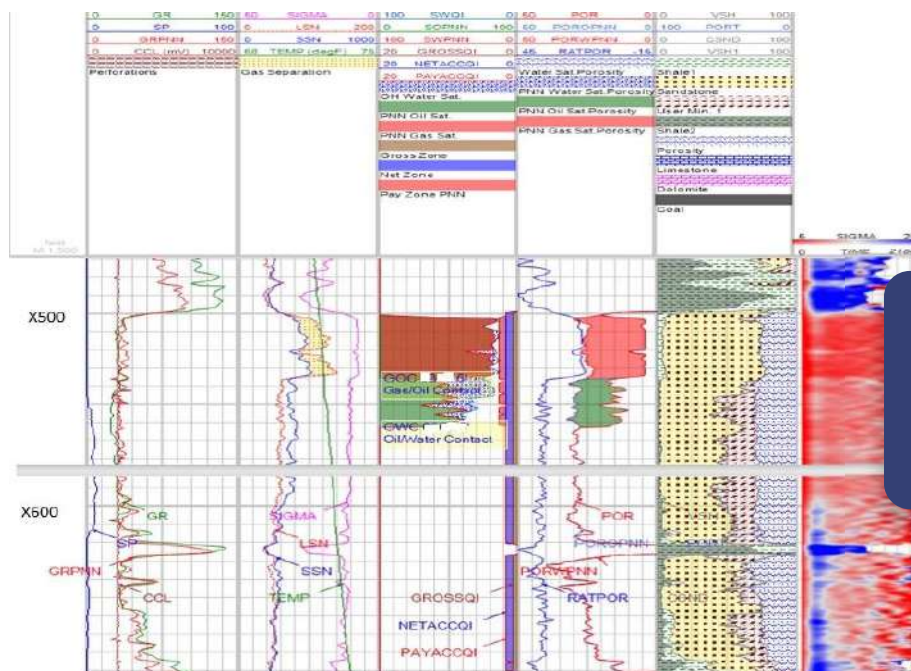 0 GR 150
0 SP 100
0 GRPNN 150
0 CCL (mV) 10000
Perforations
SIGMA 0
LSN 200
0 SSN 1000
68 TEMP (degF) 75
Gas Separation
100 SWQI 0
0 SOPNN 100
100 SWPNN 0
20 GROSSQI 0
20 NETACCQI 0
20 PAYACCQI 0
OH Water Sat.
PNN Oil Sat.
PNN Gas Sat.
Gross Zone
Net Zone
Pay Zone PNN
50 POR 0
50 POROPNN 0
50 PORWPNN 0
45 RATPOR -15
Water Sat.Porosity
PNN Water Sat.Porosity
PNN Oil Sat.Porosity
PNN Gas Sat.Porosity
0 VSH 100
100 PORT
0 VSH1 100
Shale1
Sandstone
User Min. 1
Shale2
Porosity
Limestone
Dolomite
Coal
SIGMA
0 TIME
X500
GOC
Gas/Oil Contact
OWC
Oil/Water Contact
X600
GR
SP
GRPNN
CCL
SIGMA
LSN
SSN
TEMP
GROSSQI
NETACCQI
PAYACCQI
POR
POROPNN
PORWPNN
RATPOR
VSH